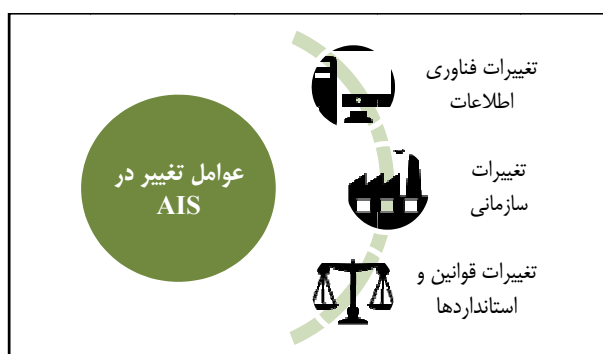 عوامل تغییر در
AIS
تغییرات فناوری
اطلاعات
تغییرات
سازمانی
تغییرات قوانین و
استانداردها